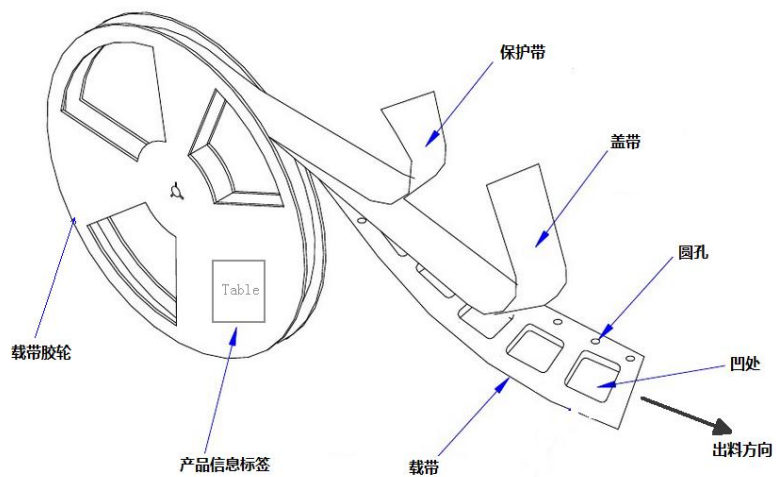 保护带
盖带
圆孔
Table
载带胶轮
凹处
出料方向
产品信息标签
载带